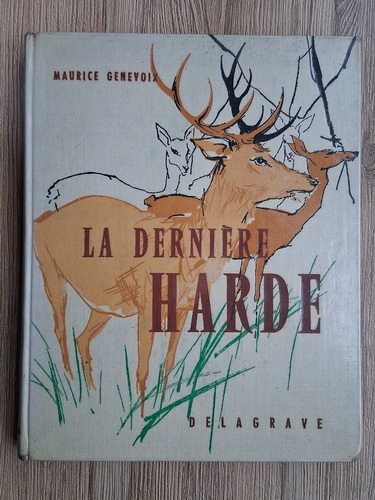 MAURICE GENEVOIX
LA DERNIÈRE
HARDE
DELAGRAVE